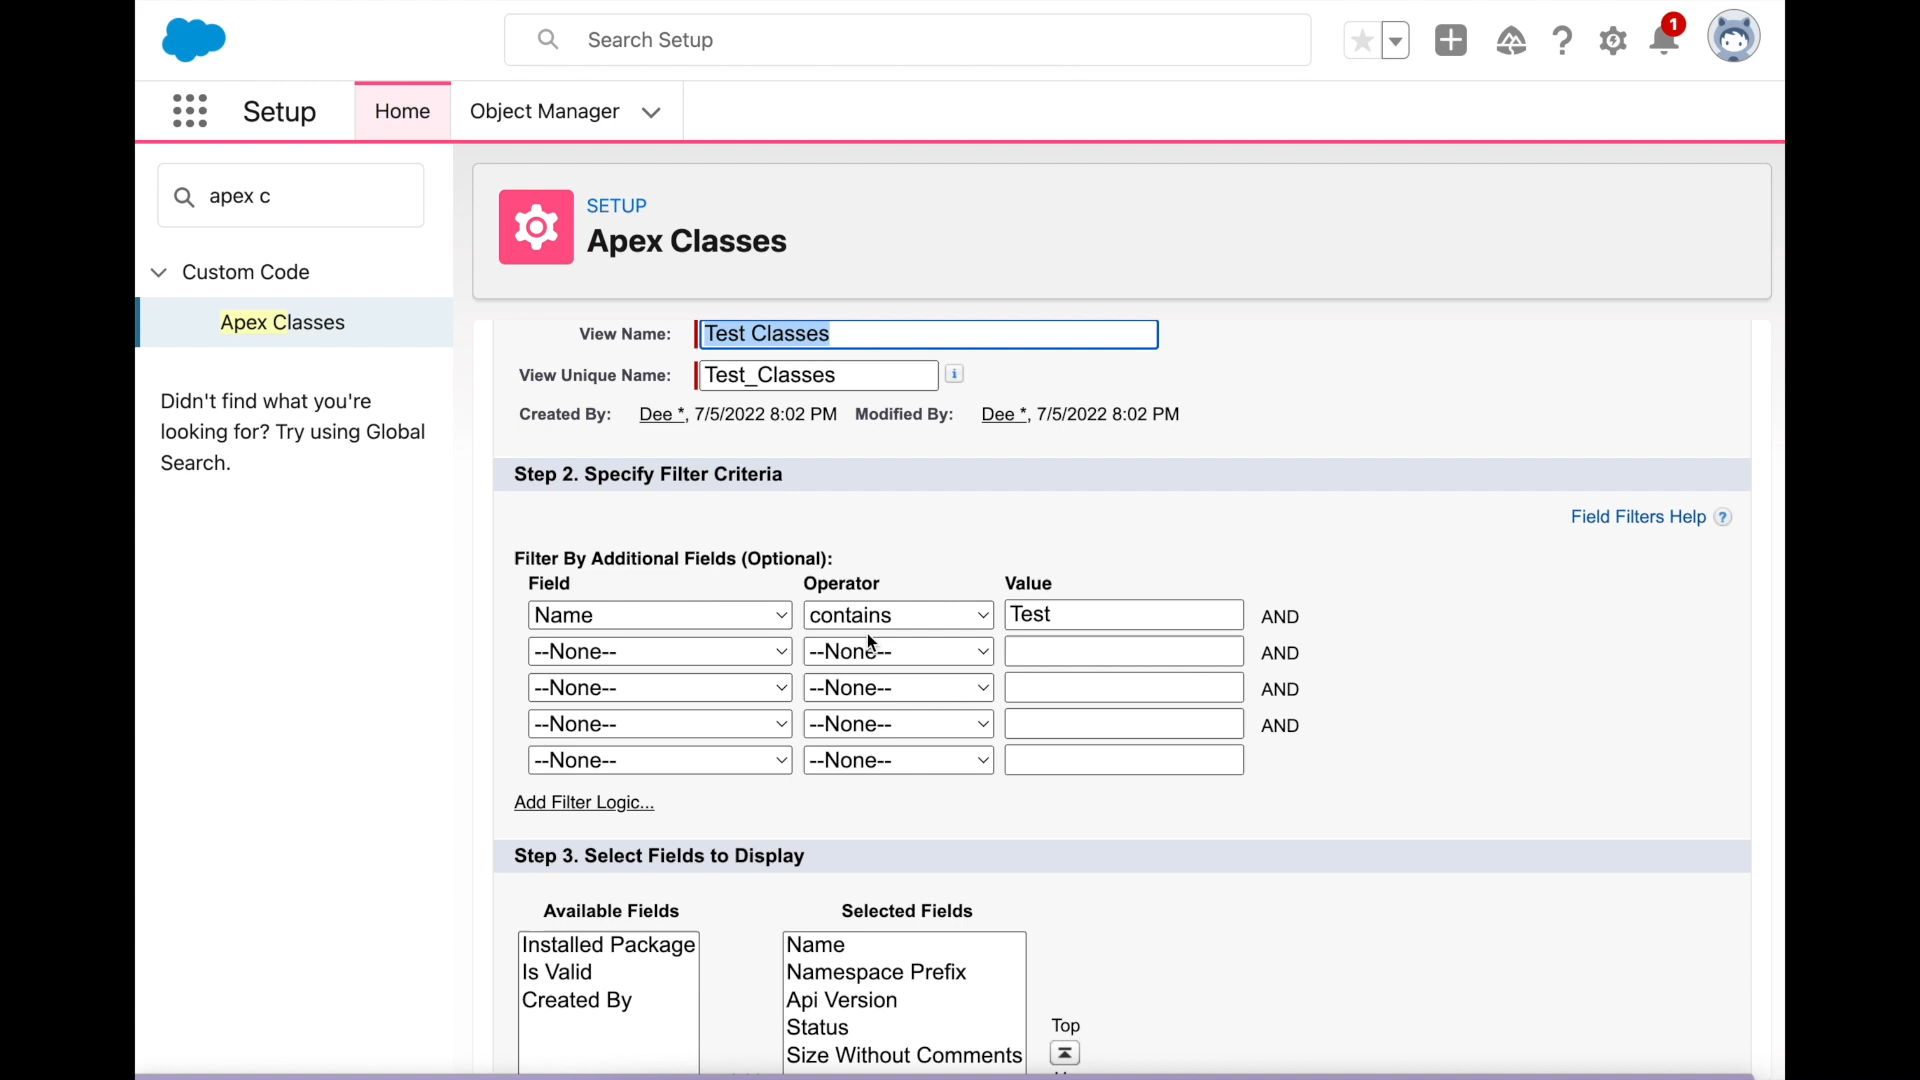 Search Setup
1
Setup
Home
Object Manager
apex c
Custom Code
Apex Classes
Didn't find what you're
looking for? Try using Global
Search.
SETUP
Apex Classes
View Name: Test Classes
View Unique Name: Test_Classes
Created By: Dee *, 7/5/2022 8:02 PM Modified By: Dee *, 7/5/2022 8:02 PM
Step 2. Specify Filter Criteria
Field Filters Help ?
Filter By Additional Fields (Optional):
Field Operator Value
Name contains Test AND
--None-- --None-- AND
--None-- --None-- AND
--None-- --None-- AND
--None-- --None--
Add Filter Logic...
Step 3. Select Fields to Display
Available Fields Selected Fields
Installed Package Name
Is Valid Namespace Prefix
Created By Api Version
Status Top
Size Without Comments